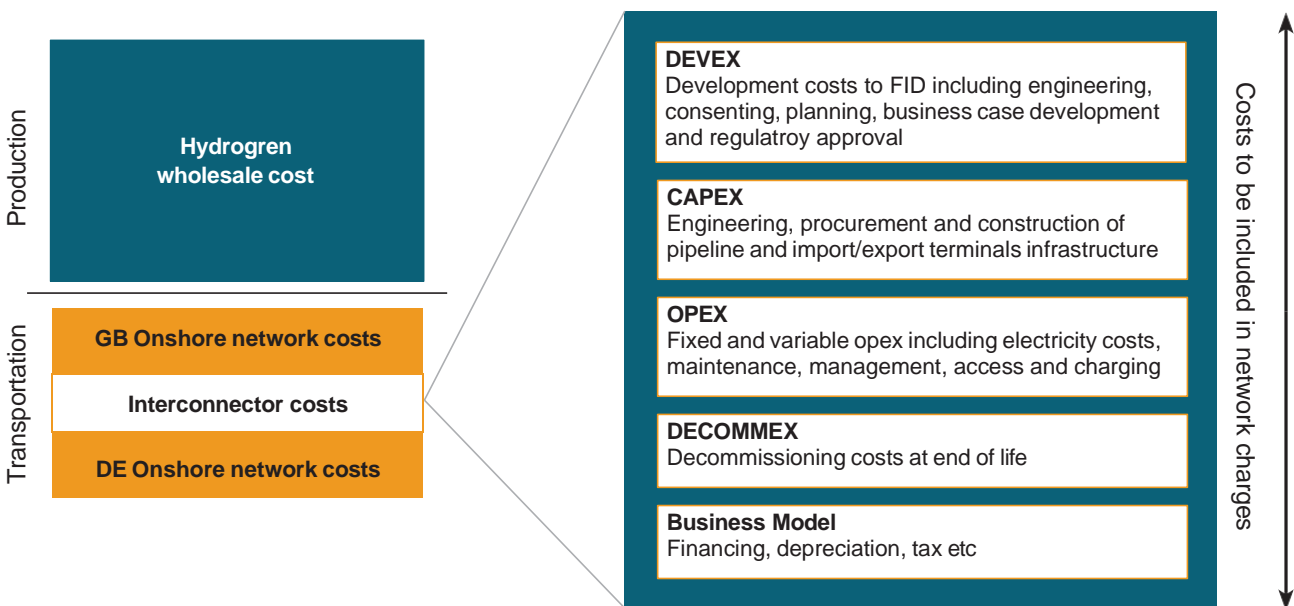 Production
Hydrogren
wholesale cost
Transportation
GB Onshore network costs
Interconnector costs
DE Onshore network costs
DEVEX
Development costs to FID including engineering,
consenting, planning, business case development
and regulatroy approval
CAPEX
Engineering, procurement and construction of
pipeline and import/export terminals infrastructure
OPEX
Fixed and variable opex including electricity costs,
maintenance, management, access and charging
DECOMMEX
Decommissioning costs at end of life
Business Model
Financing, depreciation, tax etc
Costs to be included in network charges